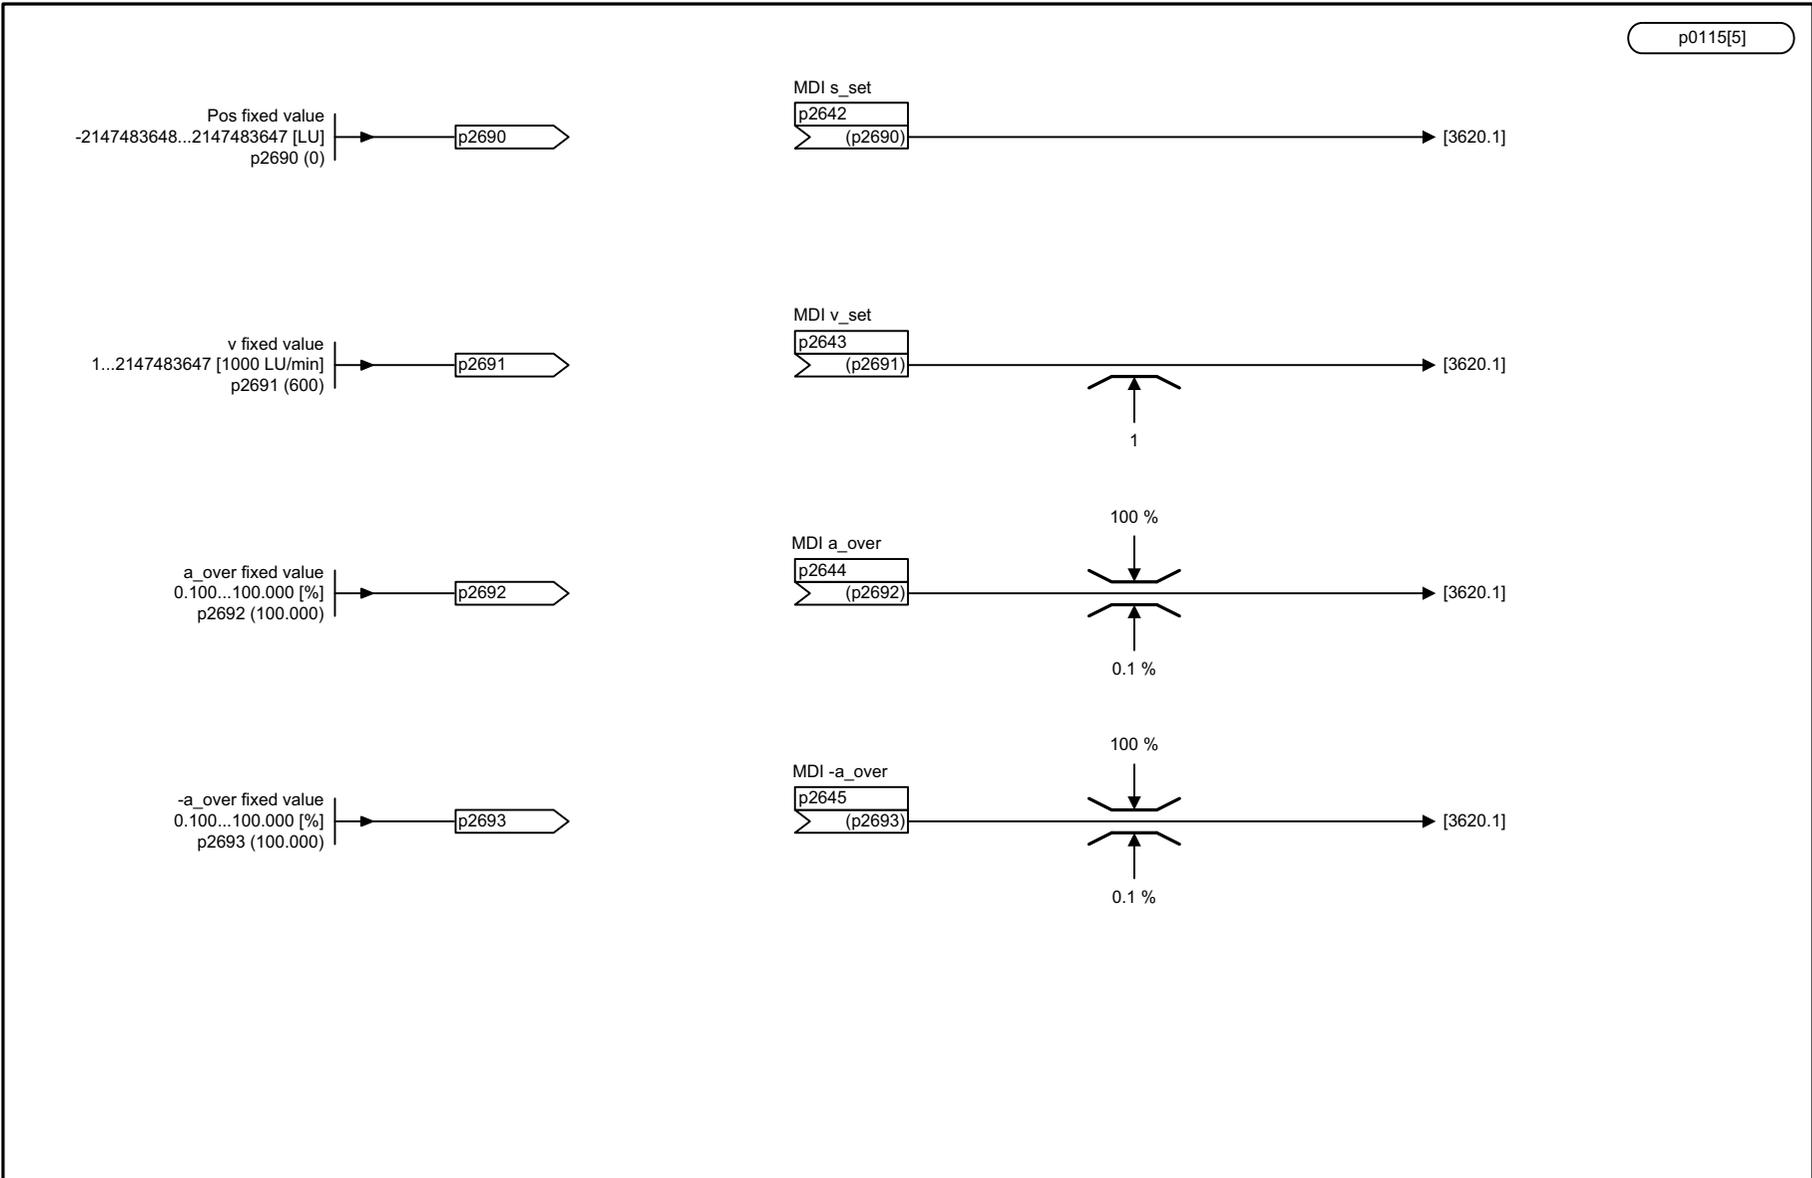 p0115[5]
Pos fixed value
-2147483648...2147483647 [LU]
p2690 (0)
p2690
MDI s_set
p2642
(p2690)
[3620.1]
v fixed value
1...2147483647 [1000 LU/min]
p2691 (600)
p2691
MDI v_set
p2643
(p2691)
[3620.1]
1
a_over fixed value
0.100...100.000 [%]
p2692 (100.000)
p2692
MDI a_over
p2644
(p2692)
100 %
[3620.1]
0.1 %
-a_over fixed value
0.100...100.000 [%]
p2693 (100.000)
p2693
MDI -a_over
p2645
(p2693)
100 %
[3620.1]
0.1 %